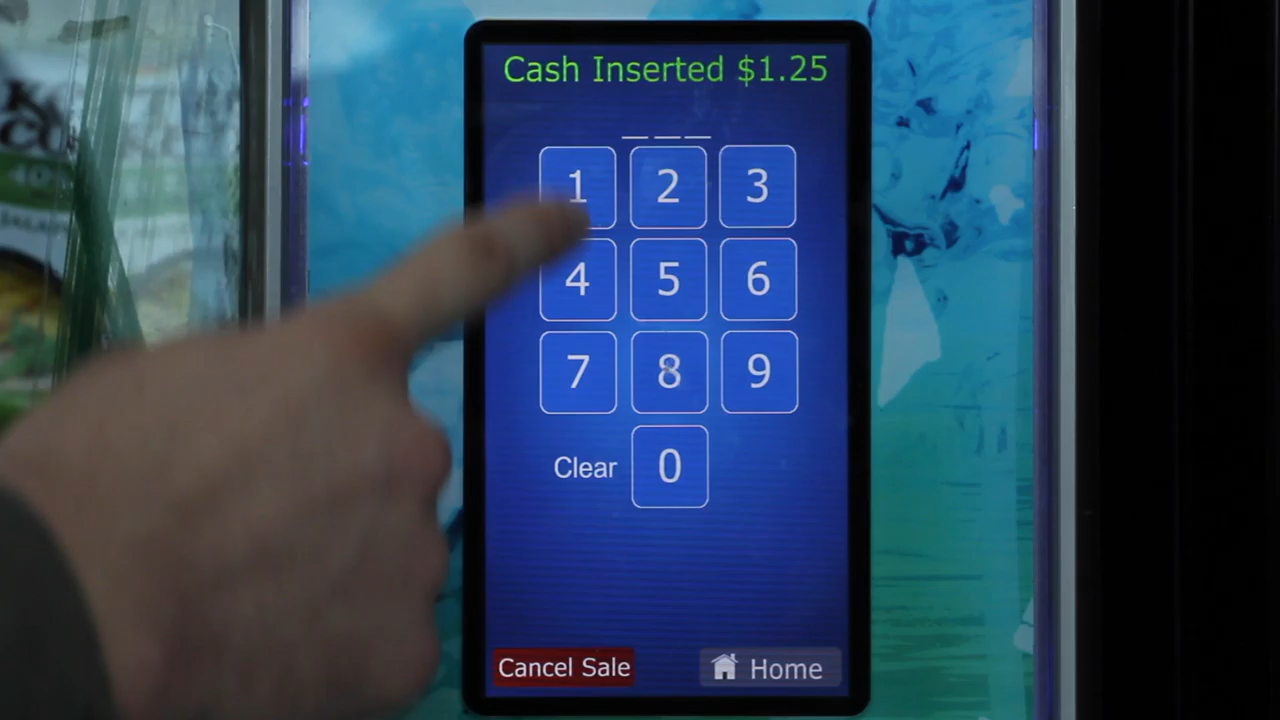 Cash Inserted $1.25
_ _ _
1 2 3
4 5 6
7 8 9
Clear 0
Cancel Sale Home